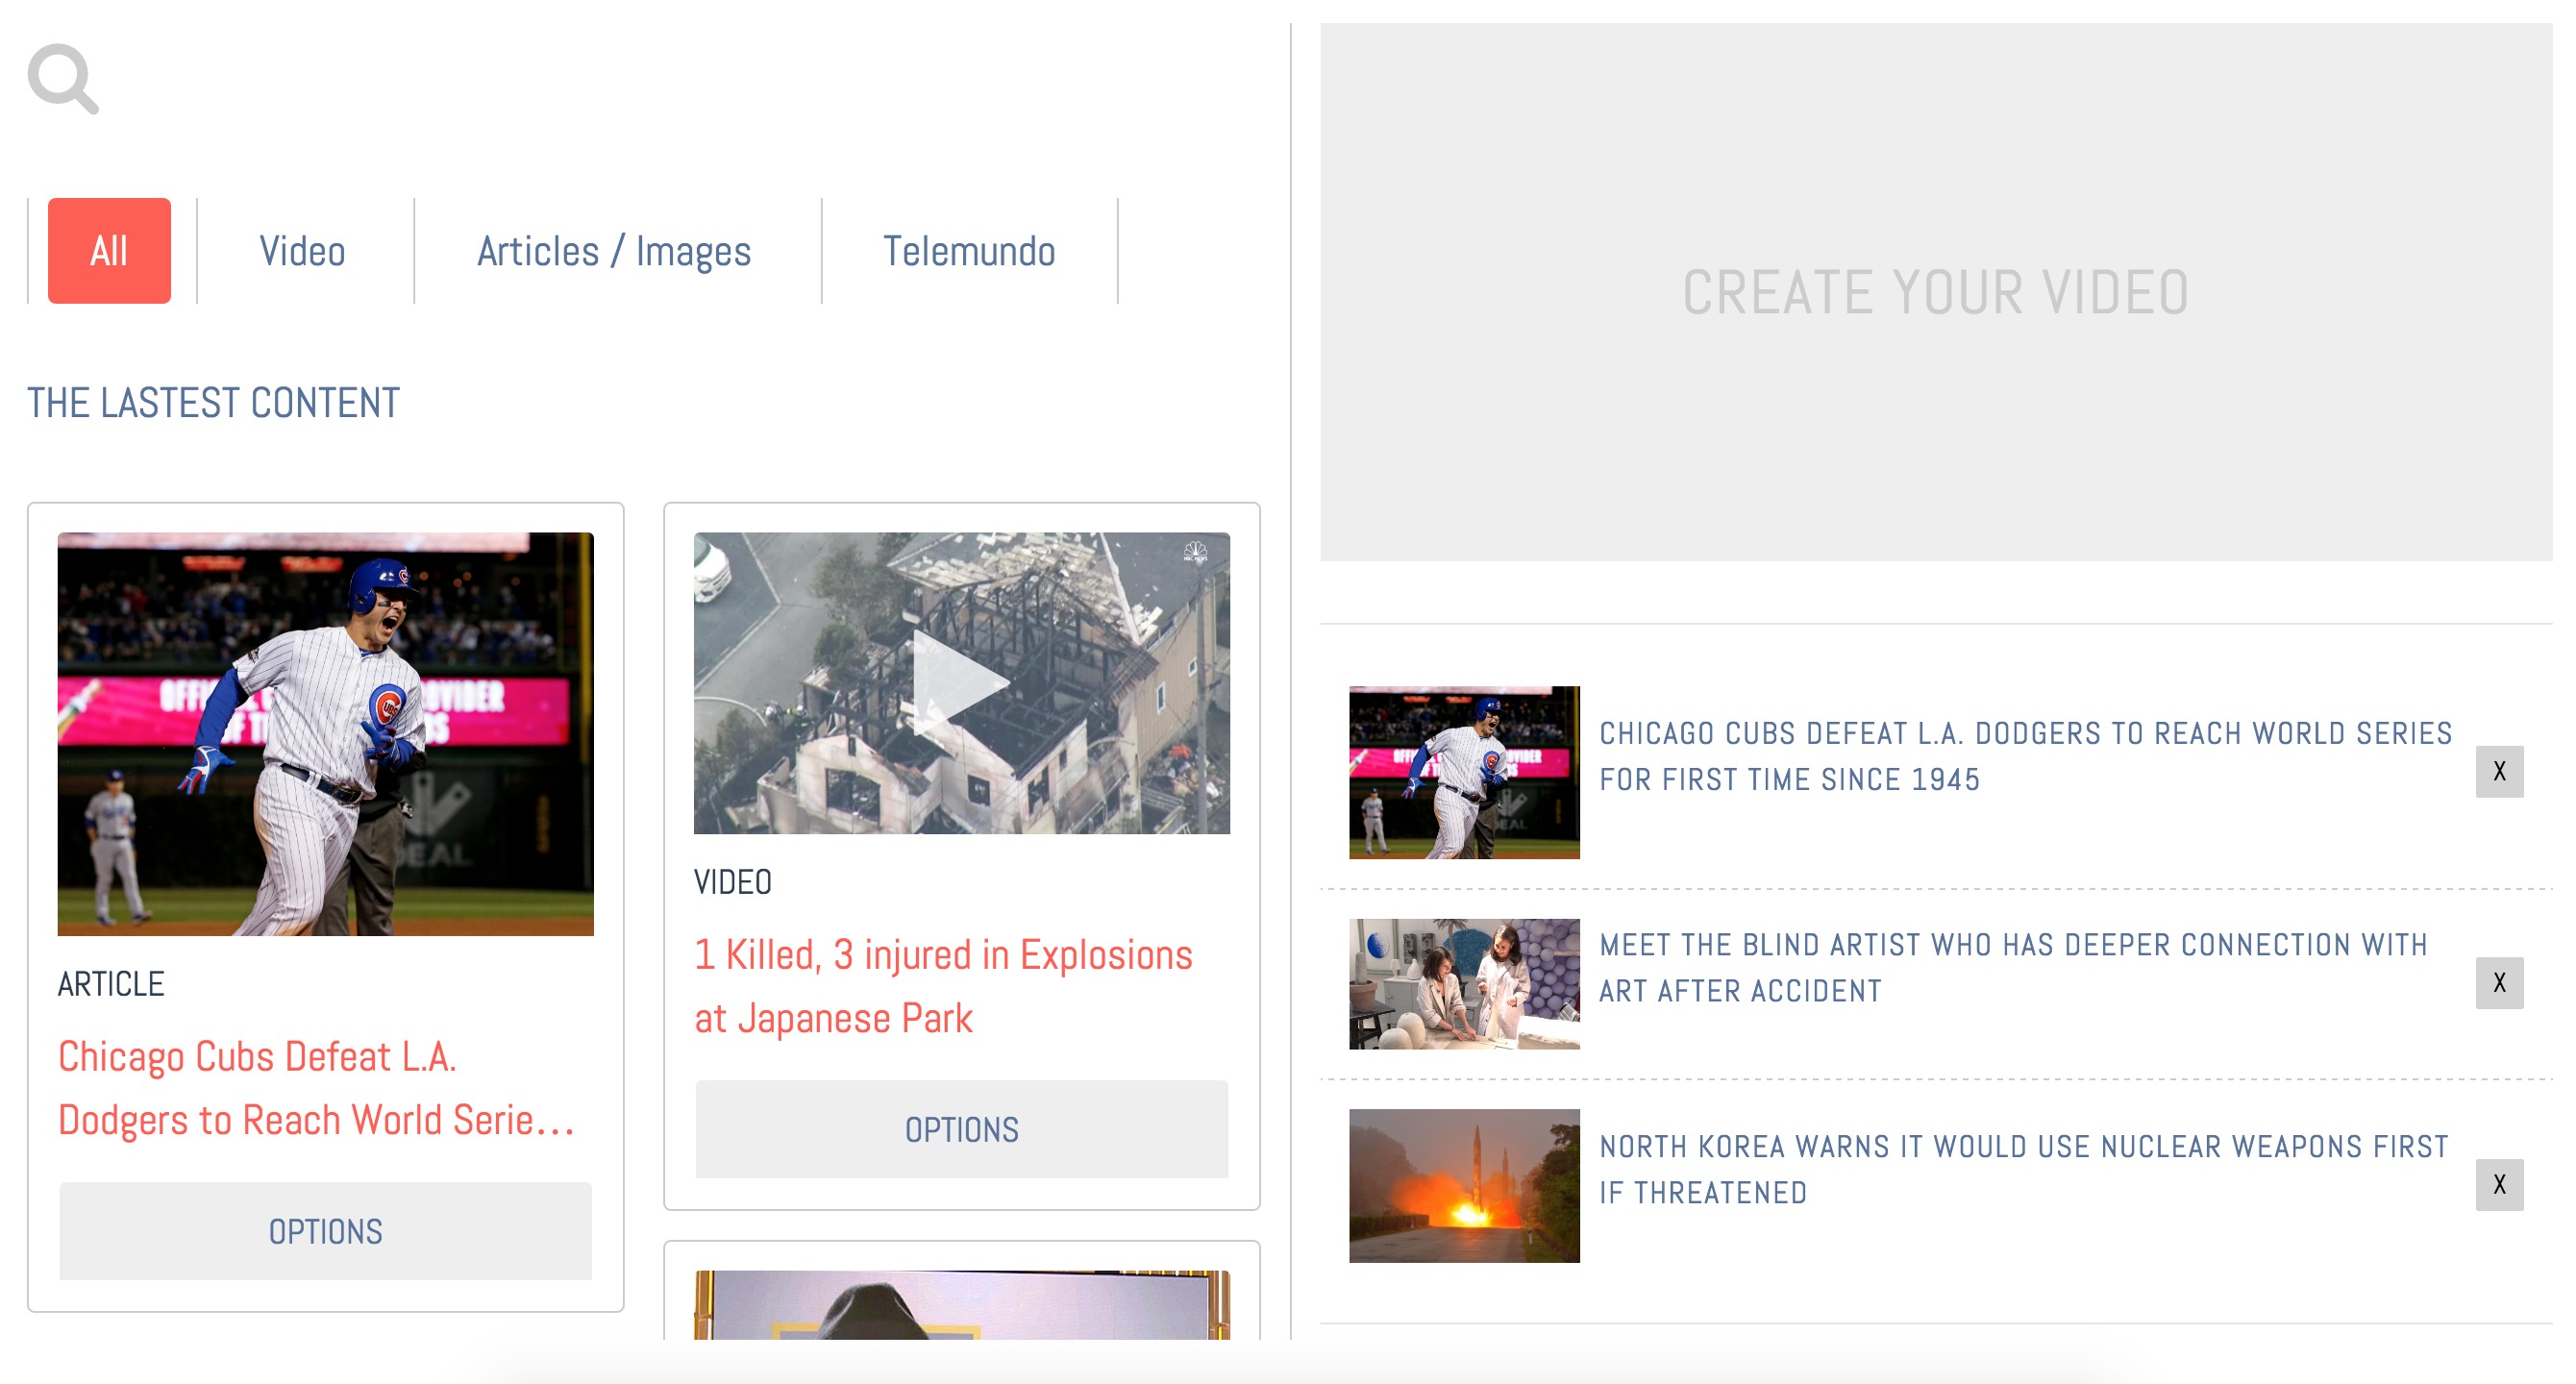 All
Video
Articles / Images
Telemundo
THE LASTEST CONTENT
ARTICLE
Chicago Cubs Defeat L.A.
Dodgers to Reach World Serie...
OPTIONS
NBC NEWS
VIDEO
1 Killed, 3 injured in Explosions
at Japanese Park
OPTIONS
CREATE YOUR VIDEO
CHICAGO CUBS DEFEAT L.A. DODGERS TO REACH WORLD SERIES
FOR FIRST TIME SINCE 1945
X
MEET THE BLIND ARTIST WHO HAS DEEPER CONNECTION WITH
ART AFTER ACCIDENT
X
NORTH KOREA WARNS IT WOULD USE NUCLEAR WEAPONS FIRST
IF THREATENED
X